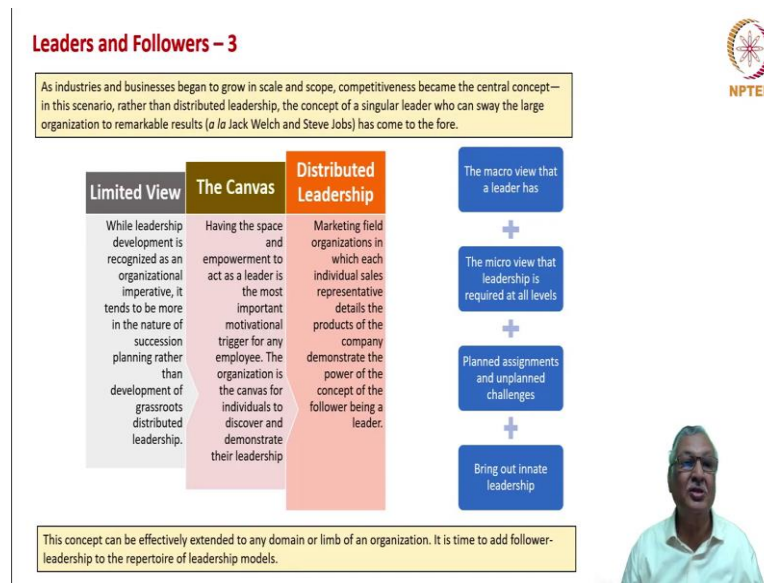 Leaders and Followers – 3
As industries and businesses began to grow in scale and scope, competitiveness became the central concept—
in this scenario, rather than distributed leadership, the concept of a singular leader who can sway the large
organization to remarkable results (a la Jack Welch and Steve Jobs) has come to the fore.
NPTEL
Limited View
While leadership
development is
recognized as an
organizational
imperative, it
tends to be more
in the nature of
succession
planning rather
than
development of
grassroots
distributed
leadership.
The Canvas
Having the space
and
empowerment to
act as a leader is
the most
important
motivational
trigger for any
employee. The
organization is
the canvas for
individuals to
discover and
demonstrate
their leadership
Distributed
Leadership
Marketing field
organizations in
which each
individual sales
representative
details the
products of the
company
demonstrate the
power of the
concept of the
follower being a
leader.
The macro view that
a leader has
+
The micro view that
leadership is
required at all levels
+
Planned assignments
and unplanned
challenges
+
Bring out innate
leadership
This concept can be effectively extended to any domain or limb of an organization. It is time to add follower-
leadership to the repertoire of leadership models.